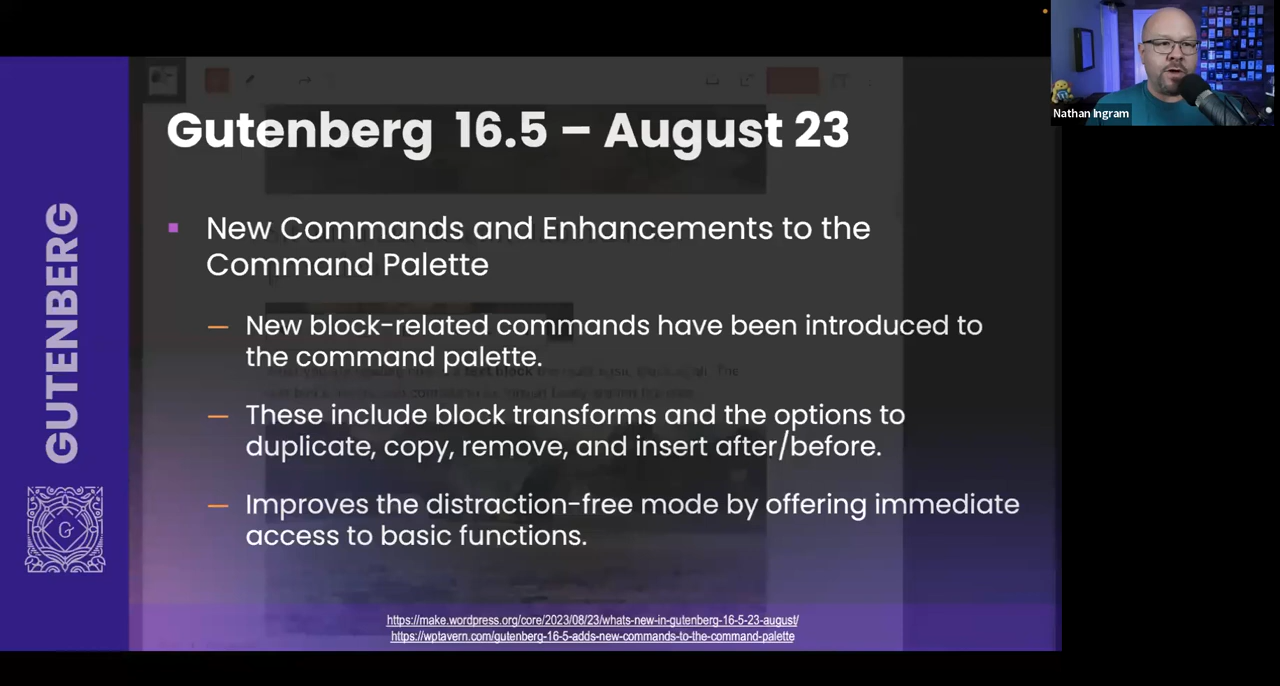 Gutenberg 16.5 – August 23
New Commands and Enhancements to the
Command Palette
New block-related commands have been introduced to
the command palette.
These include block transforms and the options to
duplicate, copy, remove, and insert after/before.
Improves the distraction-free mode by offering immediate
access to basic functions.
https://make.wordpress.org/core/2023/08/23/whats-new-in-gutenberg-16-5-23-august/
https://wptavern.com/gutenberg-16-5-adds-new-commands-to-the-command-palette
GUTENBERG
G
Nathan Ingram